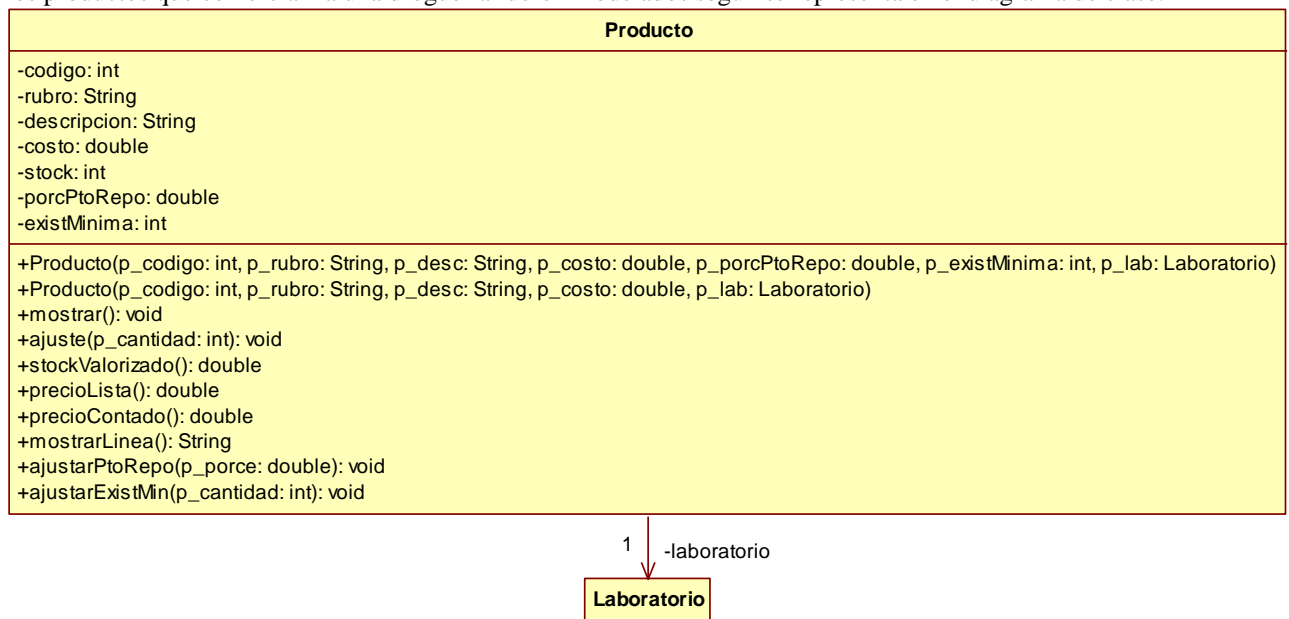 Producto
-codigo: int
-rubro: String
-descripcion: String
-costo: double
-stock: int
-porcPtoRepo: double
-existMinima: int
+Producto(p_codigo: int, p_rubro: String, p_desc: String, p_costo: double, p_porcPtoRepo: double, p_existMinima: int, p_lab: Laboratorio)
+Producto(p_codigo: int, p_rubro: String, p_desc: String, p_costo: double, p_lab: Laboratorio)
+mostrar(): void
+ajuste(p_cantidad: int): void
+stockValorizado(): double
+precioLista(): double
+precioContado(): double
+mostrarLinea(): String
+ajustarPtoRepo(p_porce: double): void
+ajustarExistMin(p_cantidad: int): void
1 -laboratorio
Laboratorio